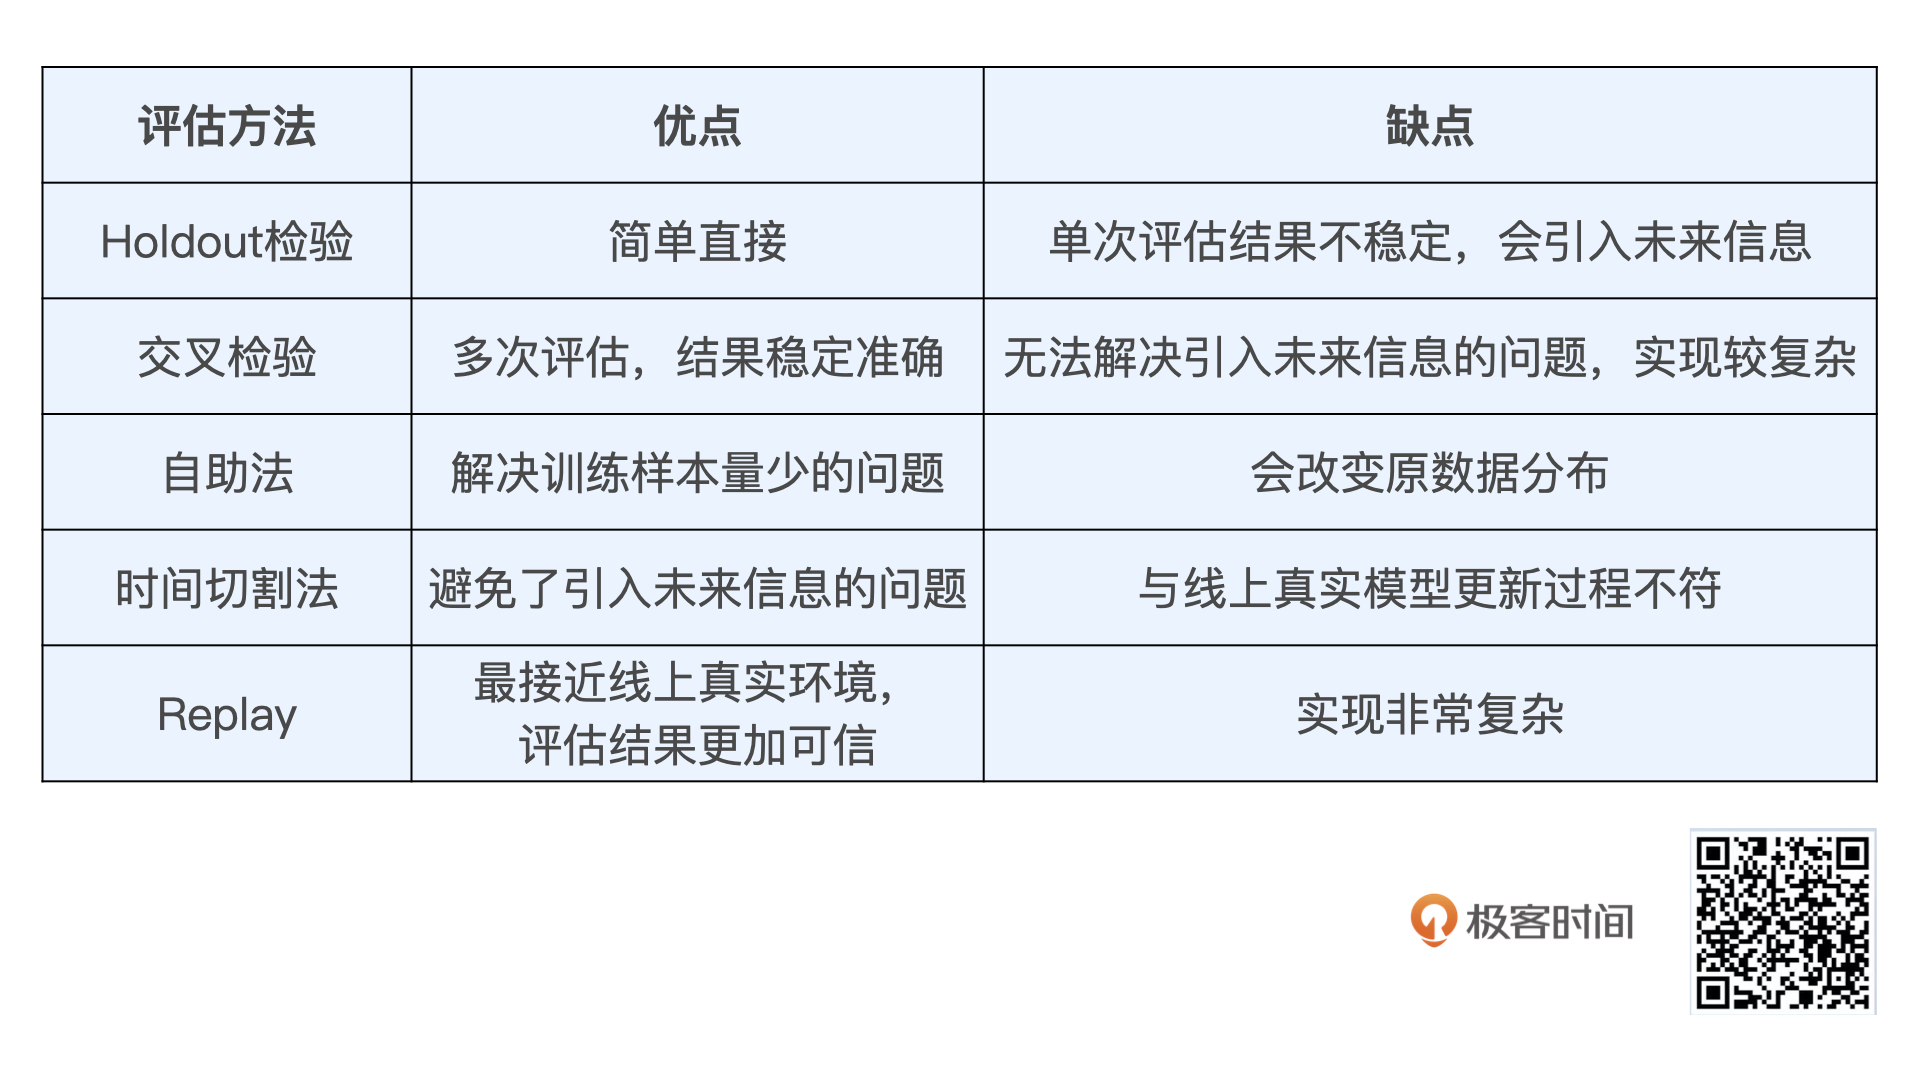 评估方法 优点 缺点
Holdout检验 简单直接 单次评估结果不稳定，会引入未来信息
交叉检验 多次评估，结果稳定准确 无法解决引入未来信息的问题，实现较复杂
自助法 解决训练样本量少的问题 会改变原数据分布
时间切割法 避免了引入未来信息的问题 与线上真实模型更新过程不符
Replay 最接近线上真实环境， 实现非常复杂
评估结果更加可信
极客时间